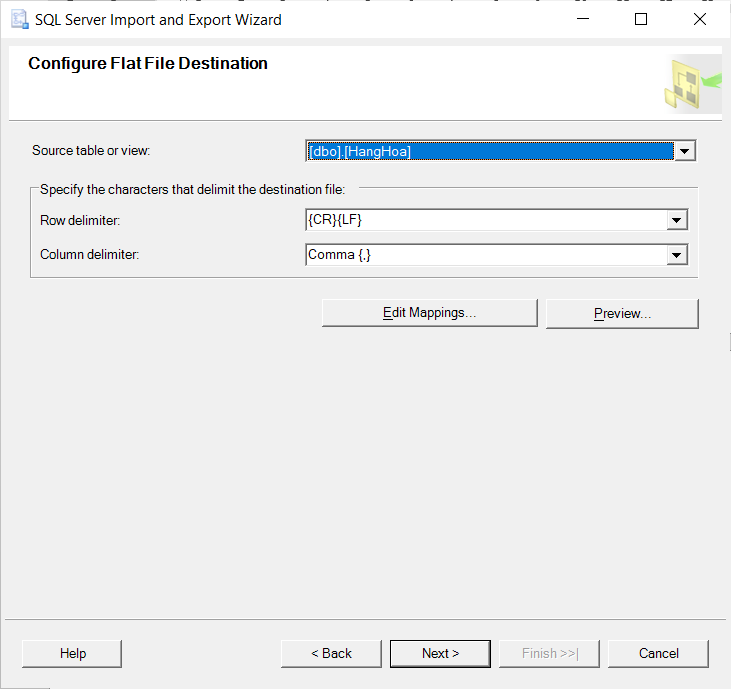 SQL Server Import and Export Wizard
Configure Flat File Destination
Source table or view:
[dbo].[HangHoa]
Specify the characters that delimit the destination file:
Row delimiter:
{CR}{LF}
Column delimiter:
Comma {,}
Edit Mappings...
Preview...
Help
< Back
Next >
Finish >>|
Cancel